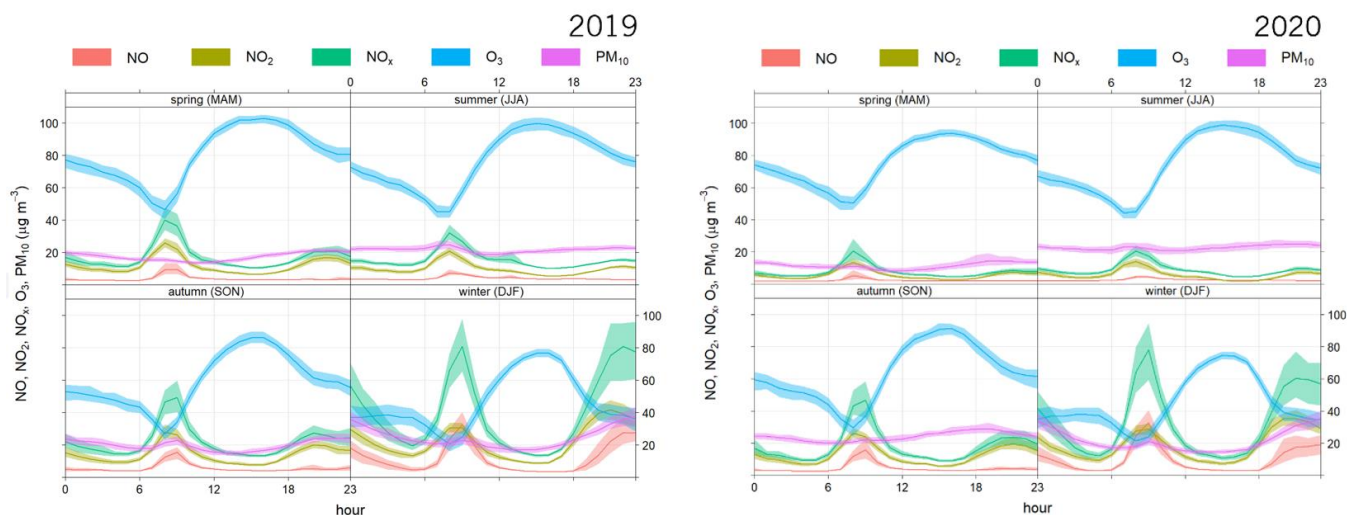 2019
NO NO₂ NOₓ O₃ PM₁₀
0 6 12 18 23
spring (MAM) summer (JJA)
100
80
60
40
20
autumn (SON) winter (DJF)
100
80
60
40
20
0 6 12 18 23
hour
NO, NO₂, NOₓ, O₃, PM₁₀ (µg m⁻³)
2020
NO NO₂ NOₓ O₃ PM₁₀
0 6 12 18 23
spring (MAM) summer (JJA)
100
80
60
40
20
autumn (SON) winter (DJF)
100
80
60
40
20
0 6 12 18 23
hour
NO, NO₂, NOₓ, O₃, PM₁₀ (µg m⁻³)